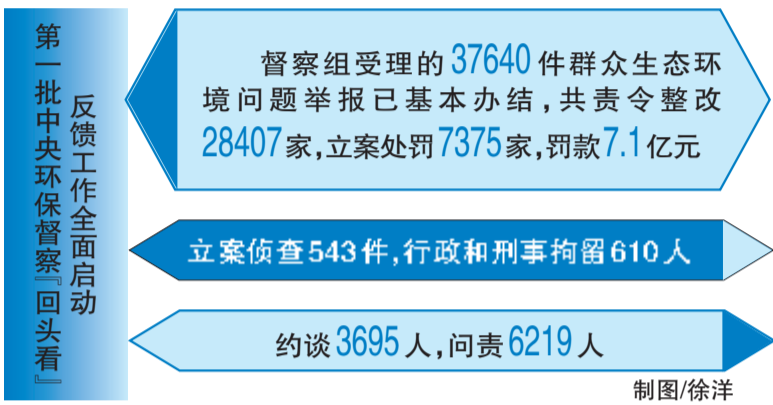 第一批中央环保督察『回头看』
反馈工作全面启动
督察组受理的37640件群众生态环
境问题举报已基本办结，共责令整改
28407家，立案处罚7375家，罚款7.1亿元
立案侦查543件，行政和刑事拘留610人
约谈3695人，问责6219人
制图/徐洋